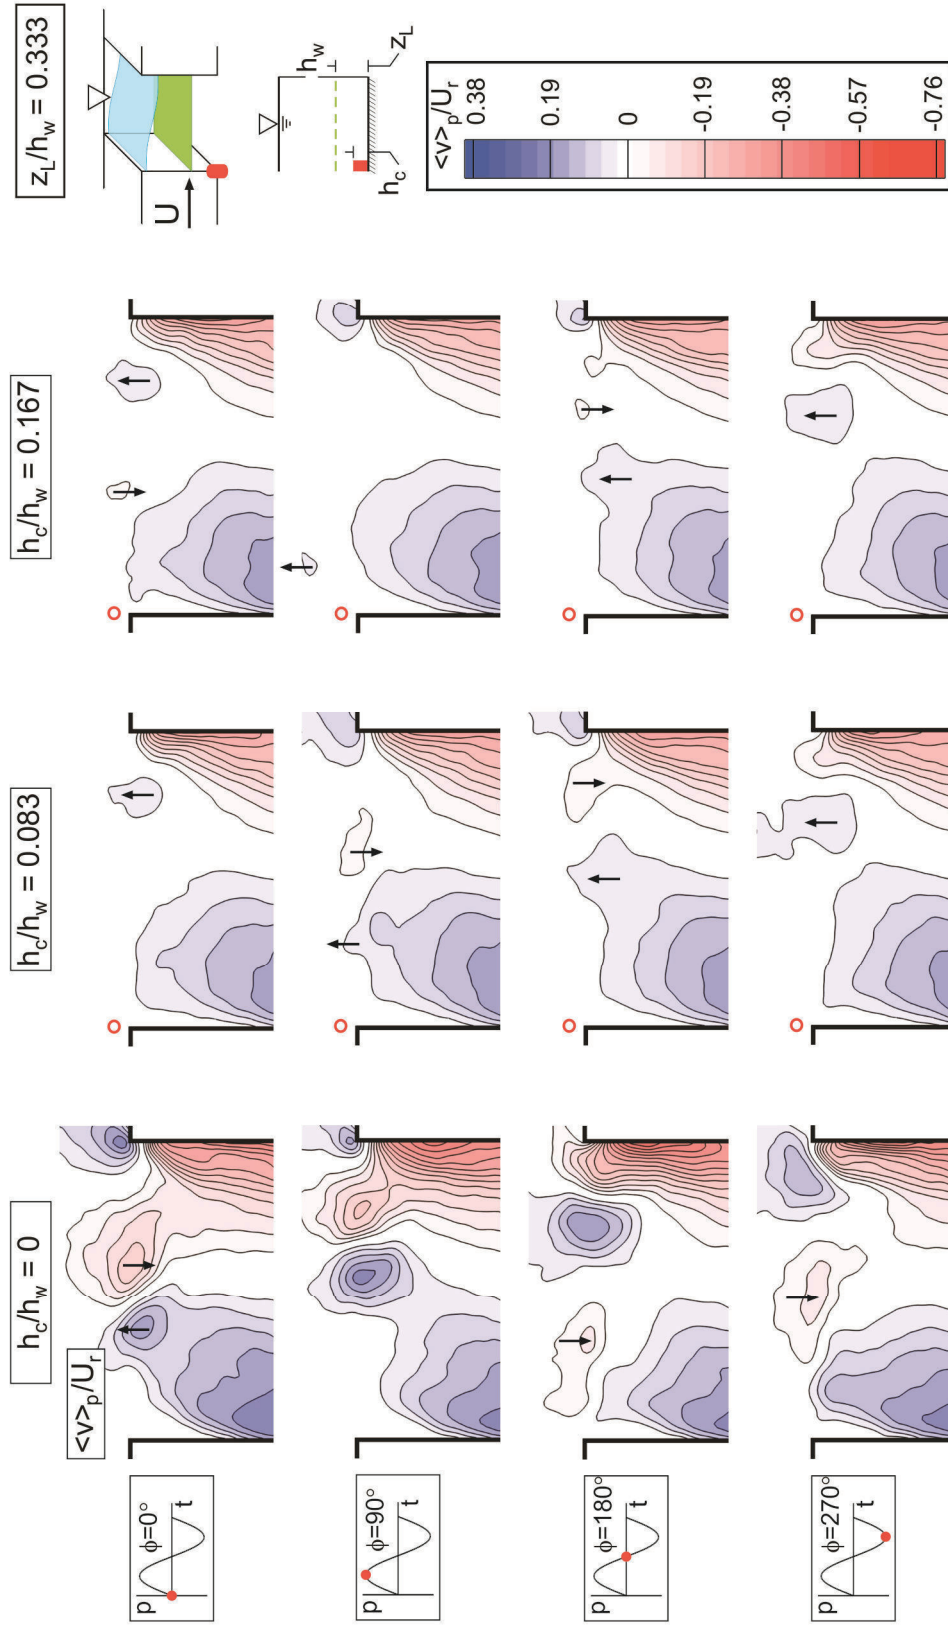 h_c/h_w = 0
h_c/h_w = 0.083
h_c/h_w = 0.167
z_L/h_w = 0.333
<v>_p/U_r
p
ϕ=0°
t
p
ϕ=90°
t
p
ϕ=180°
t
p
ϕ=270°
t
U
h_w
h_c
z_L
<v>_p/U_r
0.38
0.19
0
-0.19
-0.38
-0.57
-0.76